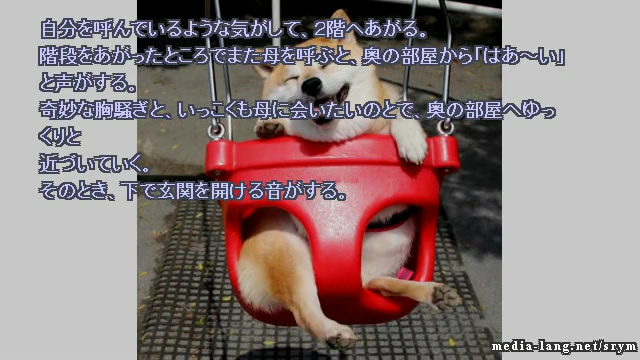 自分を呼んでいるような気がして、2階へあがる。
階段をあがったところでまた母を呼ぶと、奥の部屋から「はあ～い」
と声がする。
奇妙な胸騒ぎと、いっこくも母に会いたいのとで、奥の部屋へゆっ
くりと
近づいていく。
そのとき、下で玄関を開ける音がする。
media-lang.net/srym